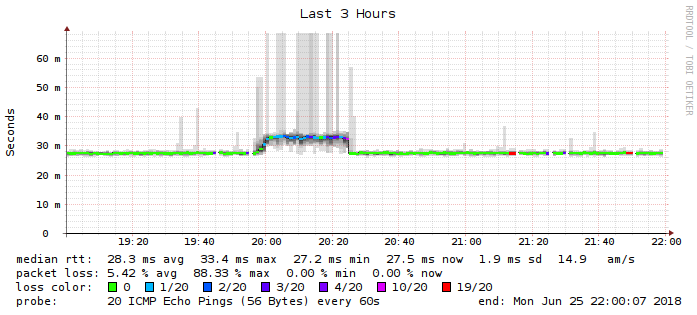 Last 3 Hours
RRDTOOL / TOBI OETIKER
Seconds
60 m
50 m
40 m
30 m
20 m
10 m
0
19:20 19:40 20:00 20:20 20:40 21:00 21:20 21:40 22:00
median rtt: 28.3 ms avg 33.4 ms max 27.2 ms min 27.5 ms now 1.9 ms sd 14.9 am/s
packet loss: 5.42 % avg 88.33 % max 0.00 % min 0.00 % now
loss color: 0 1/20 2/20 3/20 4/20 10/20 19/20
probe: 20 ICMP Echo Pings (56 Bytes) every 60s end: Mon Jun 25 22:00:07 2018